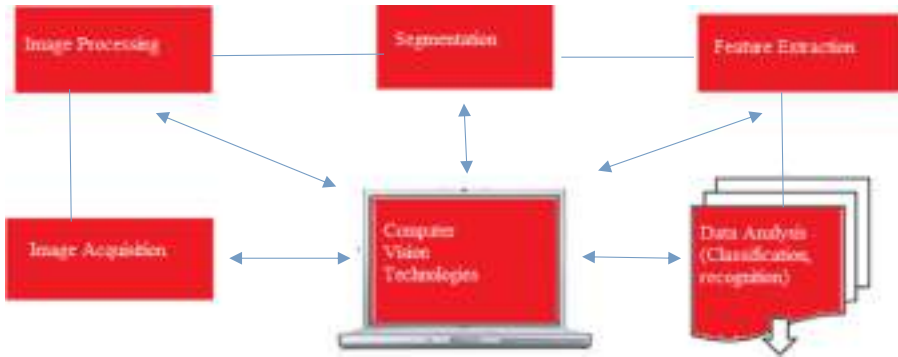 Image Processing
Segmentation
Feature Extraction
Image Acquisition
Computer
Vision
Technologies
Data Analysis
(Classification,
recognition)